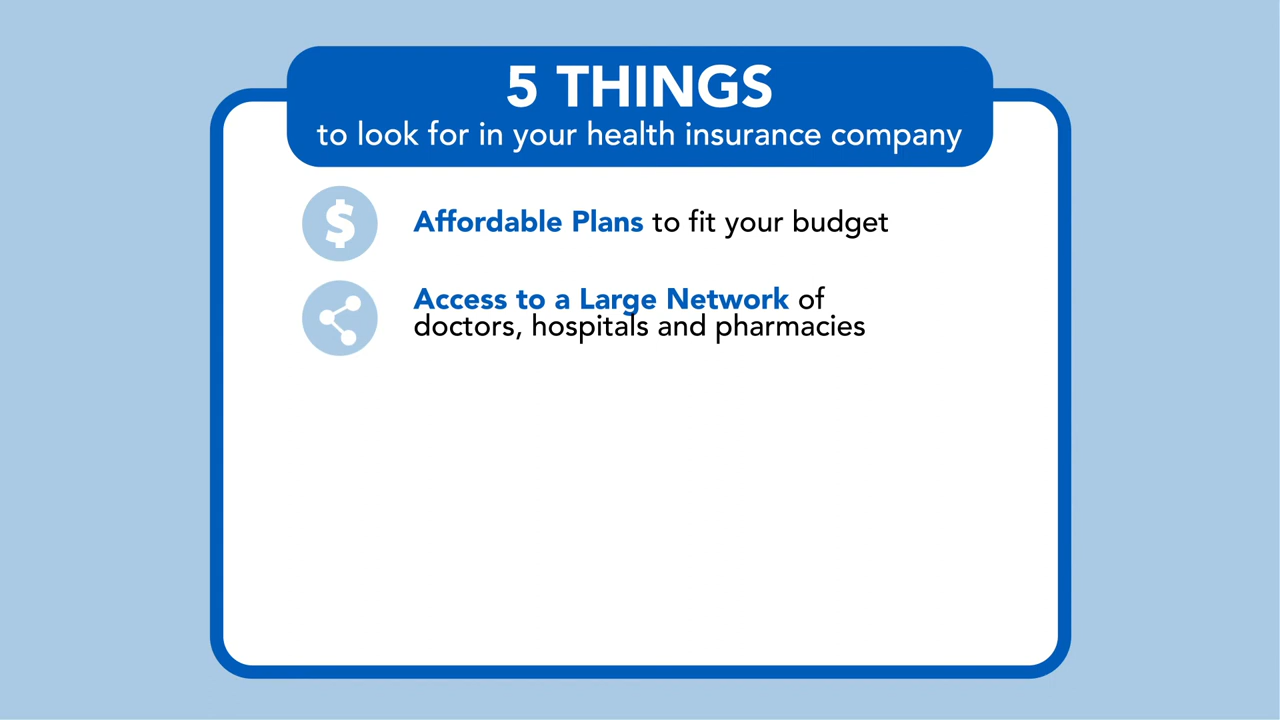 5 THINGS
to look for in your health insurance company
$
Affordable Plans to fit your budget
Access to a Large Network of
doctors, hospitals and pharmacies